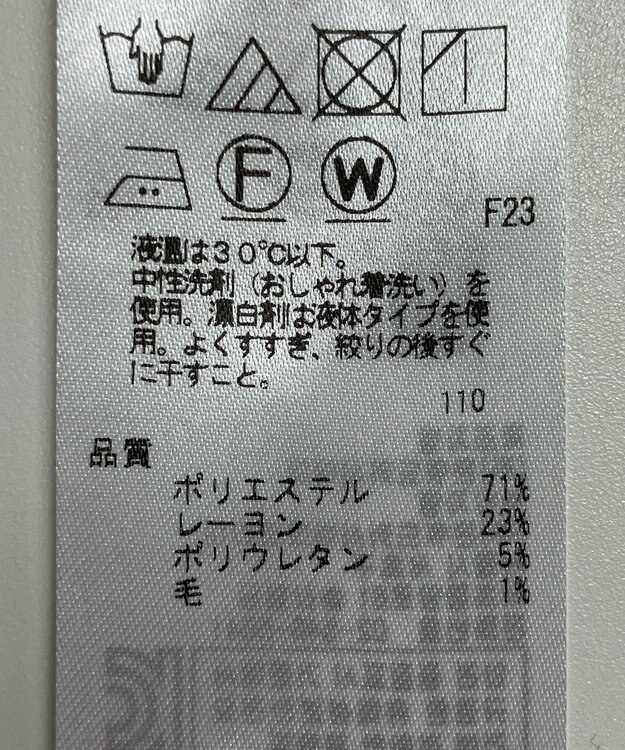 F
W
F23
液温は30℃以下。
中性洗剤（おしゃれ着洗い）を
使用。漂白剤は液体タイプを使
用。よくすすぎ、絞りの後すぐ
に干すこと。
110
品質
ポリエステル 71%
レーヨン 23%
ポリウレタン 5%
毛 1%